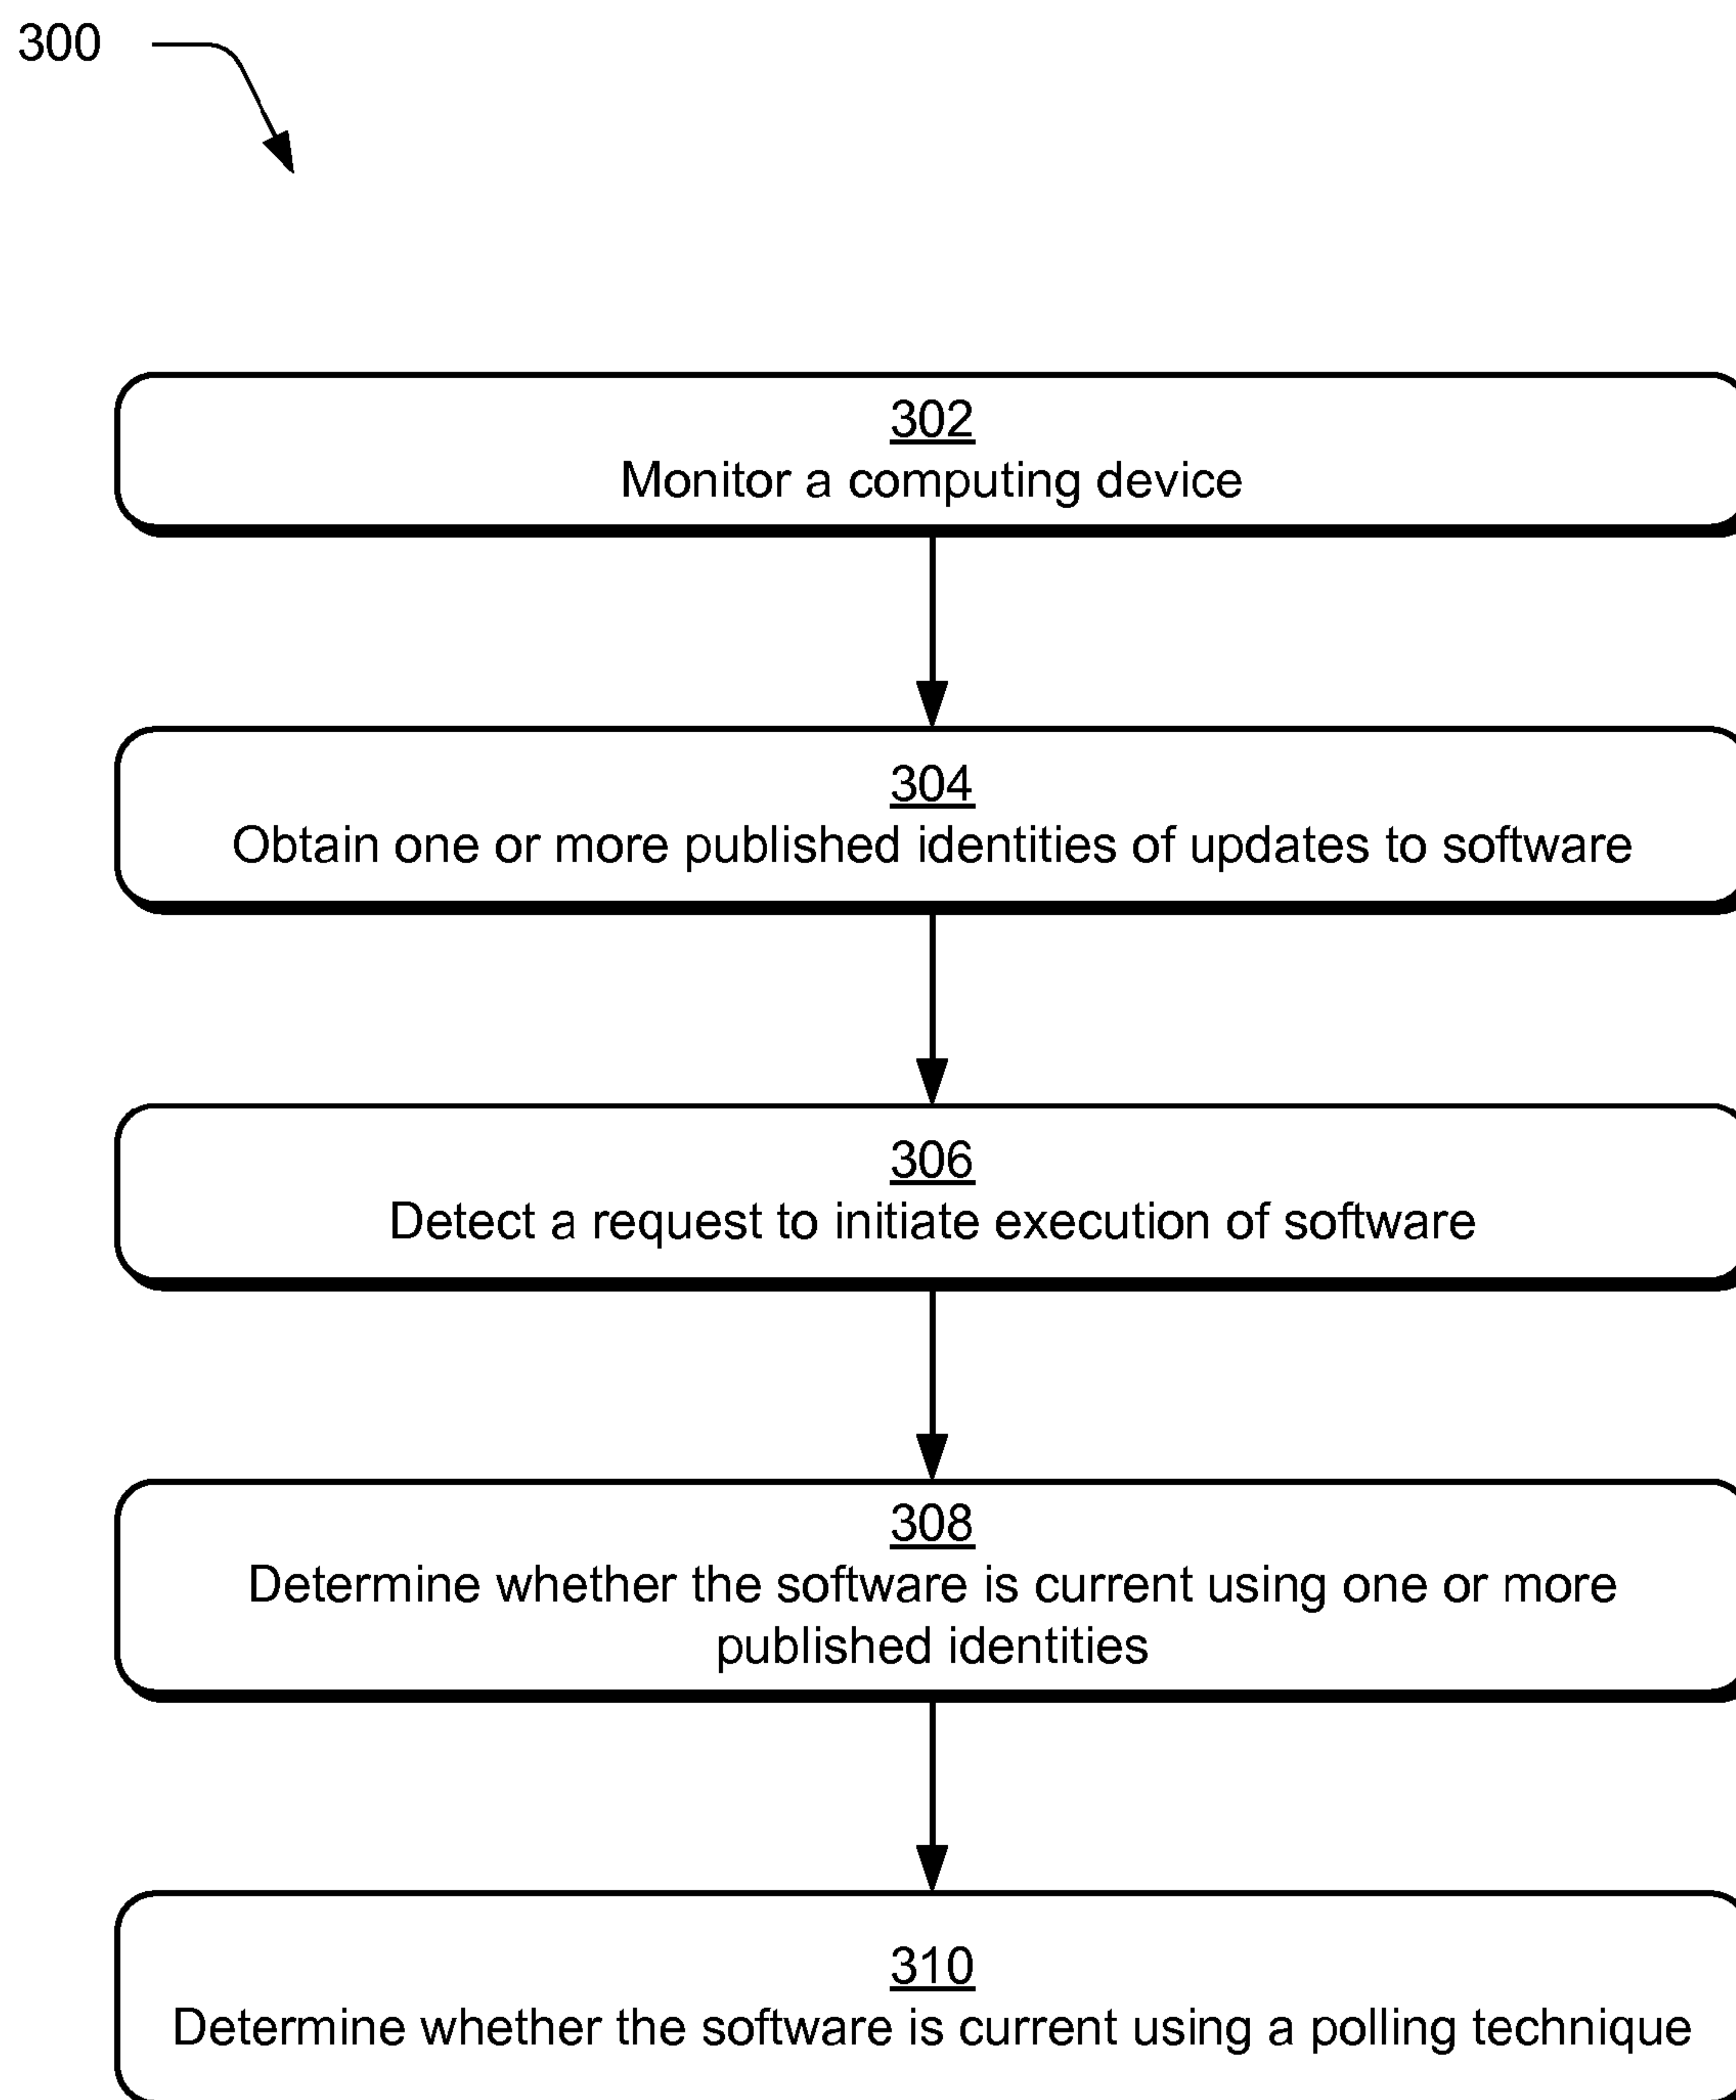 300
302
Monitor a computing device
304
Obtain one or more published identities of updates to software
306
Detect a request to initiate execution of software
308
Determine whether the software is current using one or more
published identities
310
Determine whether the software is current using a polling technique